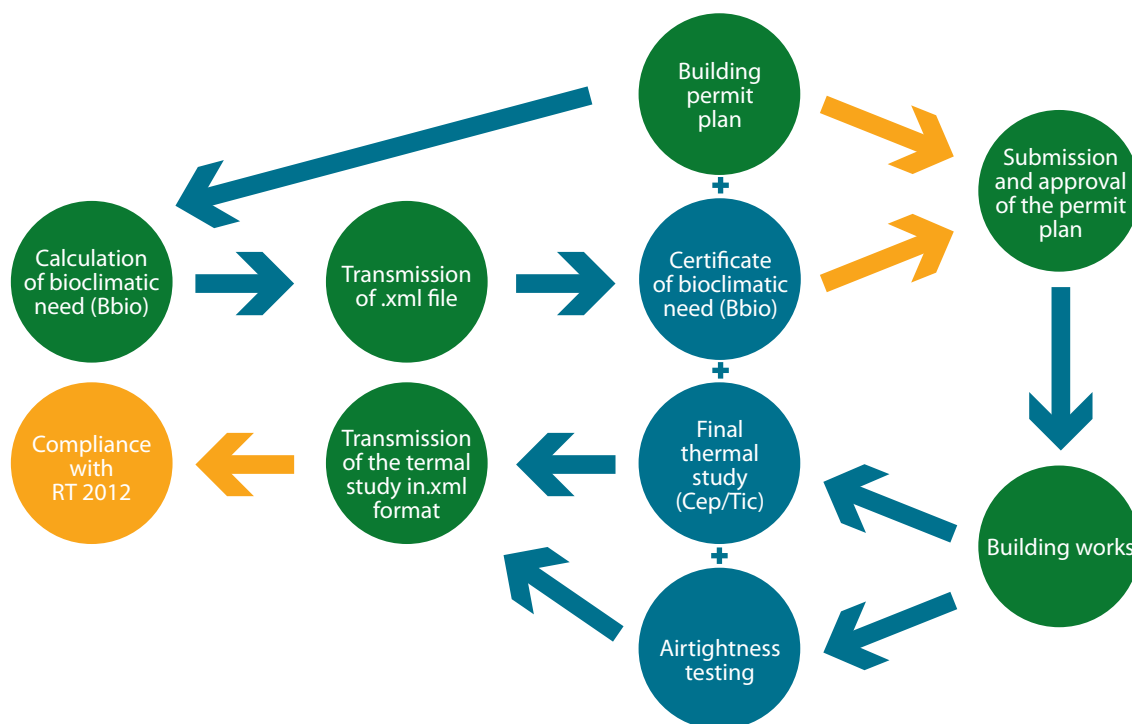 Building
permit
plan
+
Submission
and approval
of the permit
plan
Calculation
of bioclimatic
need (Bbio)
Transmission
of .xml file
Certificate
of bioclimatic
need (Bbio)
+
Compliance
with
RT 2012
Transmission
of the termal
study in.xml
format
Final
thermal
study
(Cep/Tic)
+
Building works
Airtightness
testing
+